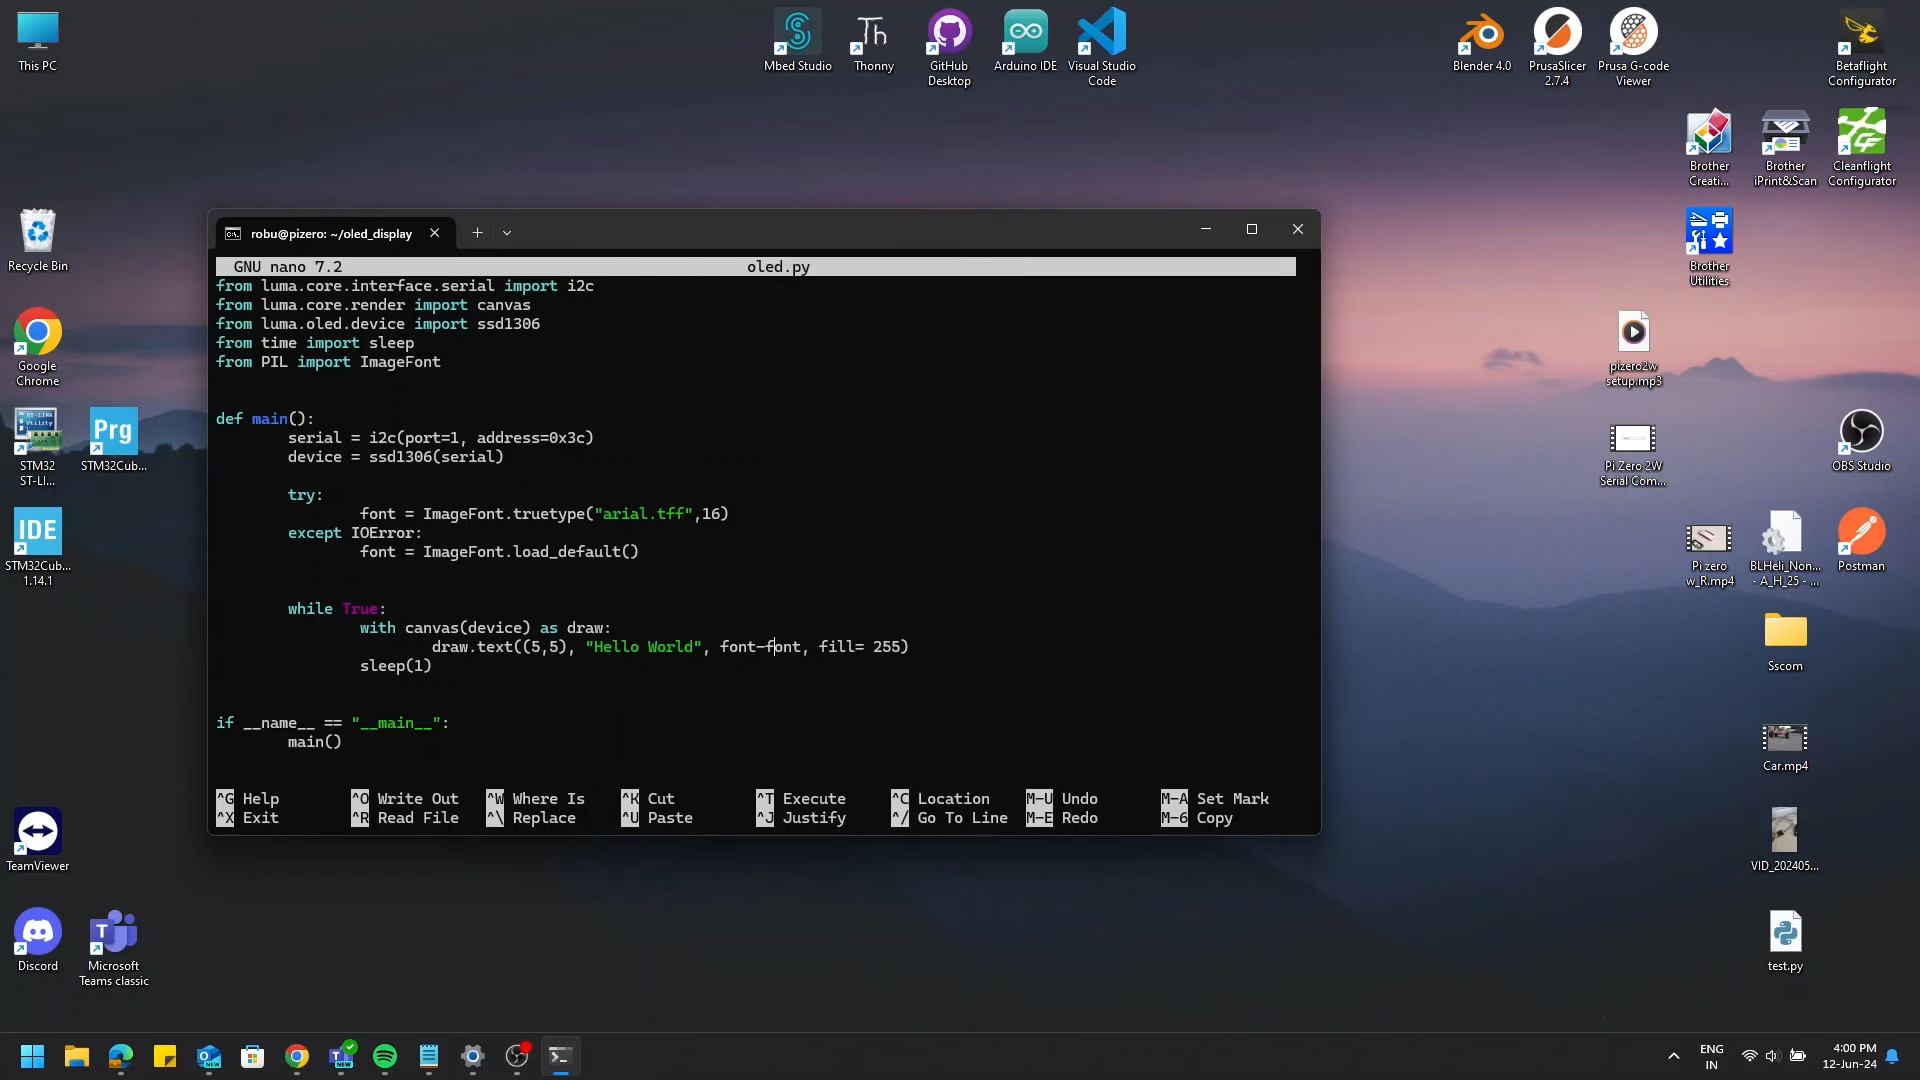 This PC
Mbed Studio
Thonny
GitHub
Desktop
Arduino IDE
Visual Studio
Code
Blender 4.0
PrusaSlicer
2.7.4
Prusa G-code
Viewer
Betaflight
Configurator
Brother
Creati...
Brother
iPrint&Scan
Cleanflight
Configurator
Recycle Bin
Brother
Utilities
Google
Chrome
pizero2w
setup.mp3
STM32
ST-LI...
Prg
STM32Cub...
Pi Zero 2W
Serial Com...
OBS Studio
IDE
STM32Cub...
1.14.1
Pi zero
w_R.mp4
BLHeli_Non...
- A_H_25 - ...
Postman
Sscom
Car.mp4
TeamViewer
VID_202405...
Discord
Microsoft
Teams classic
test.py
robu@pizero: ~/oled_display
GNU nano 7.2 oled.py
from luma.core.interface.serial import i2c
from luma.core.render import canvas
from luma.oled.device import ssd1306
from time import sleep
from PIL import ImageFont
def main():
serial = i2c(port=1, address=0x3c)
device = ssd1306(serial)
try:
font = ImageFont.truetype("arial.tff",16)
except IOError:
font = ImageFont.load_default()
while True:
with canvas(device) as draw:
draw.text((5,5), "Hello World", font-font, fill= 255)
sleep(1)
if __name__ == "__main__":
main()
^G Help ^O Write Out ^W Where Is ^K Cut ^T Execute ^C Location M-U Undo M-A Set Mark
^X Exit ^R Read File ^\ Replace ^U Paste ^J Justify ^/ Go To Line M-E Redo M-6 Copy
ENG
IN
4:00 PM
12-Jun-24